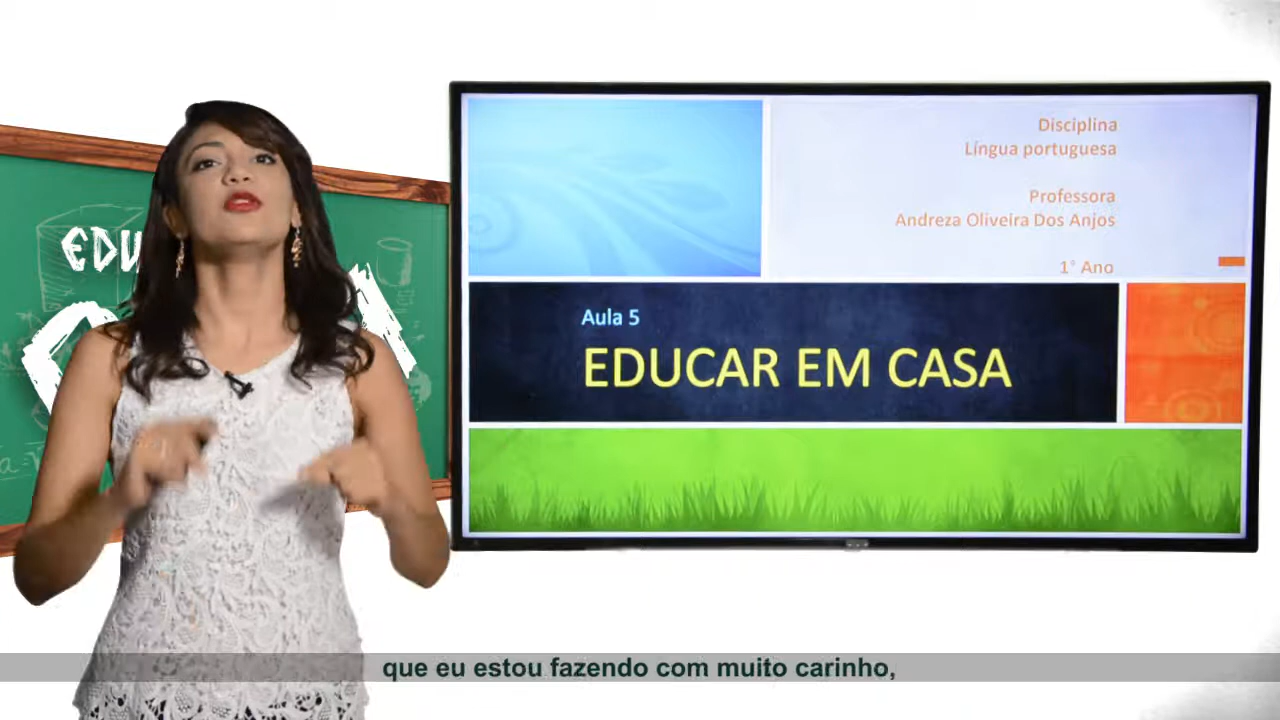 EDU
Disciplina
Língua portuguesa
Professora
Andreza Oliveira Dos Anjos
1° Ano
Aula 5
EDUCAR EM CASA
que eu estou fazendo com muito carinho,